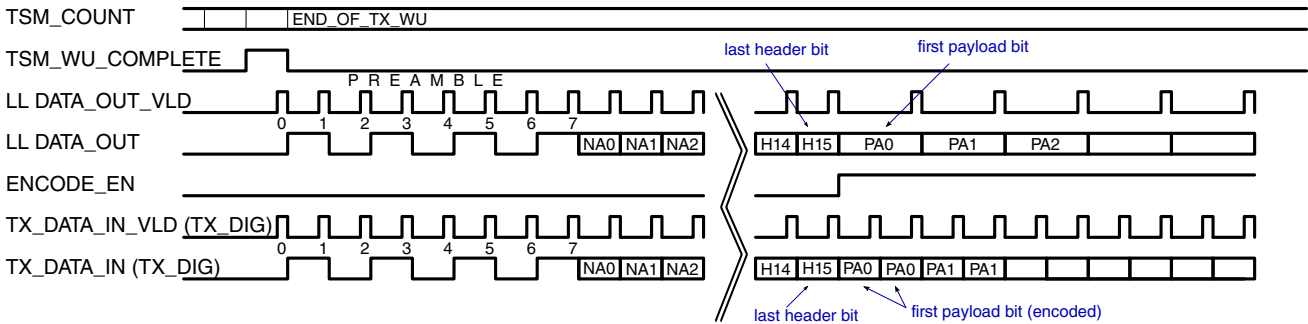 TSM_COUNT
END_OF_TX_WU
TSM_WU_COMPLETE
last header bit
first payload bit
P R E A M B L E
LL DATA_OUT_VLD
0 1 2 3 4 5 6 7
LL DATA_OUT
NA0 NA1 NA2
H14 H15 PA0 PA1 PA2
ENCODE_EN
TX_DATA_IN_VLD (TX_DIG)
0 1 2 3 4 5 6 7
TX_DATA_IN (TX_DIG)
NA0 NA1 NA2
H14 H15 PA0 PA0 PA1 PA1
last header bit
first payload bit (encoded)